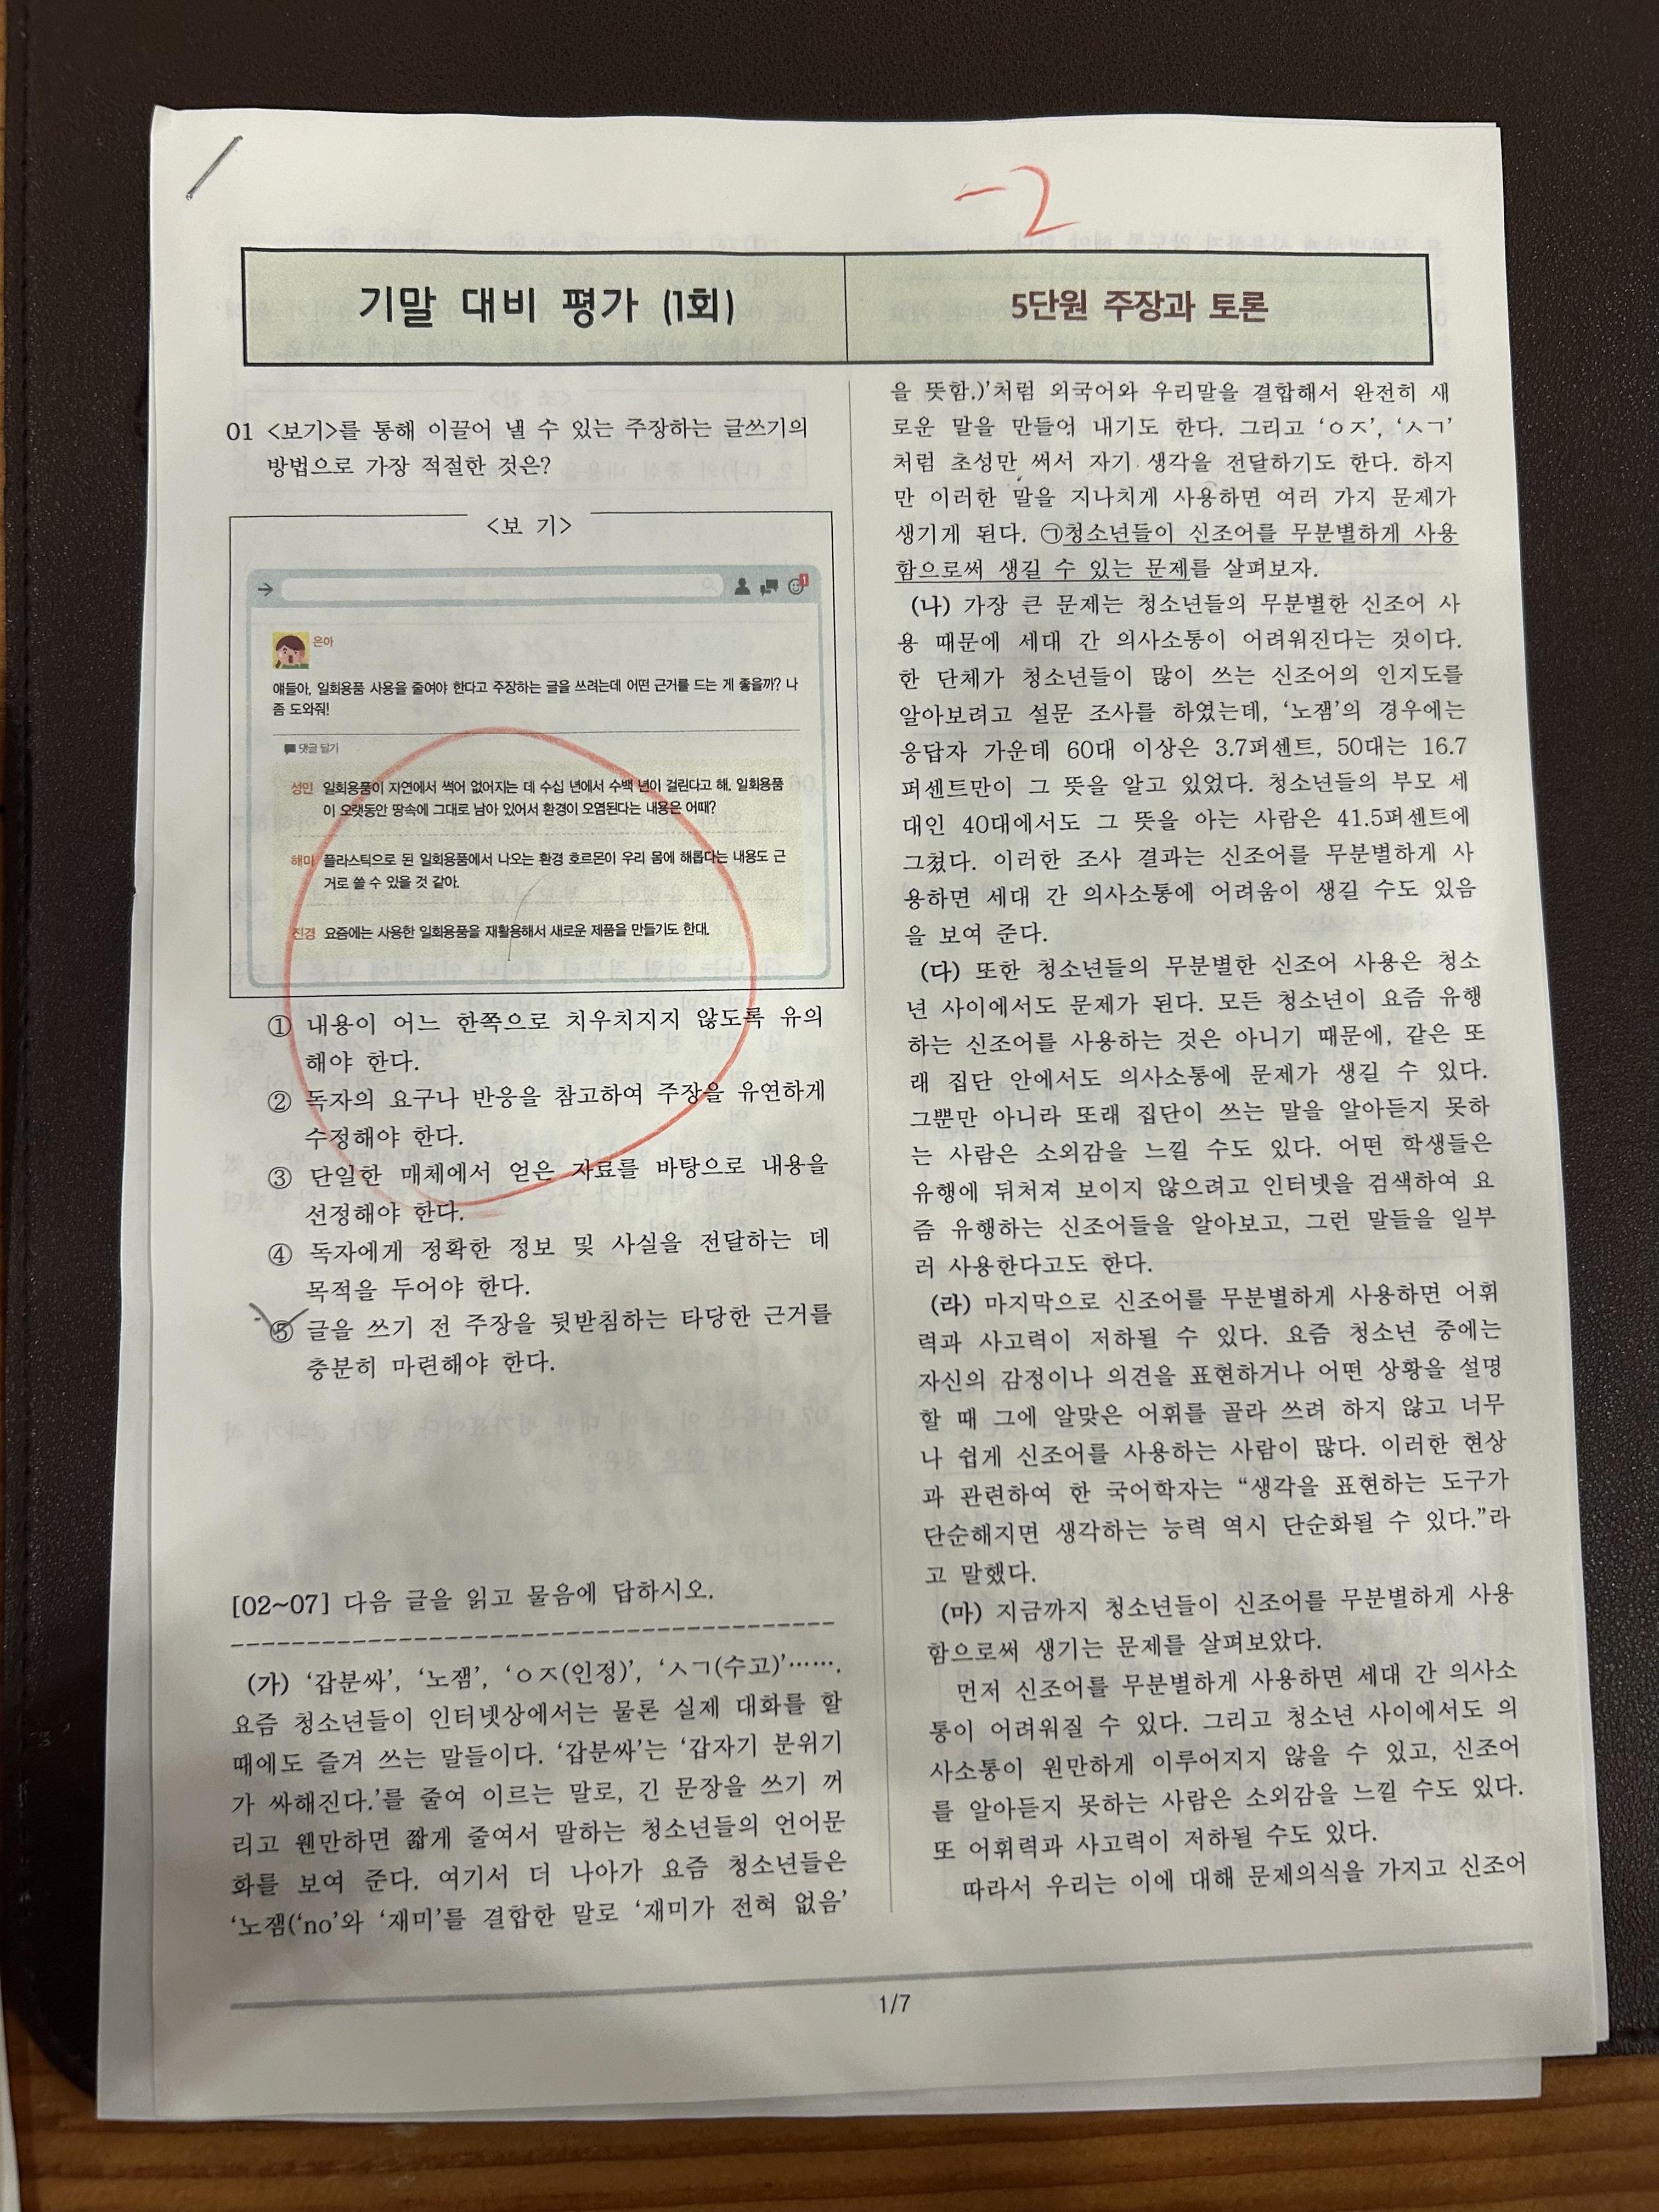 -2
기말 대비 평가 (1회)
5단원 주장과 토론
01 <보기>를 통해 이끌어 낼 수 있는 주장하는 글쓰기의
방법으로 가장 적절한 것은?
<보 기>
1
은아
얘들아, 일회용품 사용을 줄여야 한다고 주장하는 글을 쓰려는데 어떤 근거를 드는 게 좋을까? 나
좀 도와줘!
댓글 달기
성민 일회용품이 자연에서 썩어 없어지는 데 수십 년에서 수백 년이 걸린다고 해. 일회용품
이 오랫동안 땅속에 그대로 남아 있어서 환경이 오염된다는 내용은 어때?
해미 플라스틱으로 된 일회용품에서 나오는 환경 호르몬이 우리 몸에 해롭다는 내용도 근
거로 쓸 수 있을 것 같아.
진경 요즘에는 사용한 일회용품을 재활용해서 새로운 제품을 만들기도 한대.
① 내용이 어느 한쪽으로 치우치지지 않도록 유의
해야 한다.
② 독자의 요구나 반응을 참고하여 주장을 유연하게
수정해야 한다.
③ 단일한 매체에서 얻은 자료를 바탕으로 내용을
선정해야 한다.
④ 독자에게 정확한 정보 및 사실을 전달하는 데
목적을 두어야 한다.
⑤ 글을 쓰기 전 주장을 뒷받침하는 타당한 근거를
충분히 마련해야 한다.
[02~07] 다음 글을 읽고 물음에 답하시오.
(가) ‘갑분싸’, ‘노잼’, ‘ㅇㅈ(인정)’, ‘ㅅㄱ(수고)’…….
요즘 청소년들이 인터넷상에서는 물론 실제 대화를 할
때에도 즐겨 쓰는 말들이다. ‘갑분싸’는 ‘갑자기 분위기
가 싸해진다.’를 줄여 이르는 말로, 긴 문장을 쓰기 꺼
리고 웬만하면 짧게 줄여서 말하는 청소년들의 언어문
화를 보여 준다. 여기서 더 나아가 요즘 청소년들은
‘노잼(‘no’와 ‘재미’를 결합한 말로 ‘재미가 전혀 없음’
을 뜻함.)’처럼 외국어와 우리말을 결합해서 완전히 새
로운 말을 만들어 내기도 한다. 그리고 ‘ㅇㅈ’, ‘ㅅㄱ’
처럼 초성만 써서 자기 생각을 전달하기도 한다. 하지
만 이러한 말을 지나치게 사용하면 여러 가지 문제가
생기게 된다. ㉠청소년들이 신조어를 무분별하게 사용
함으로써 생길 수 있는 문제를 살펴보자.
(나) 가장 큰 문제는 청소년들의 무분별한 신조어 사
용 때문에 세대 간 의사소통이 어려워진다는 것이다.
한 단체가 청소년들이 많이 쓰는 신조어의 인지도를
알아보려고 설문 조사를 하였는데, ‘노잼’의 경우에는
응답자 가운데 60대 이상은 3.7퍼센트, 50대는 16.7
퍼센트만이 그 뜻을 알고 있었다. 청소년들의 부모 세
대인 40대에서도 그 뜻을 아는 사람은 41.5퍼센트에
그쳤다. 이러한 조사 결과는 신조어를 무분별하게 사
용하면 세대 간 의사소통에 어려움이 생길 수도 있음
을 보여 준다.
(다) 또한 청소년들의 무분별한 신조어 사용은 청소
년 사이에서도 문제가 된다. 모든 청소년이 요즘 유행
하는 신조어를 사용하는 것은 아니기 때문에, 같은 또
래 집단 안에서도 의사소통에 문제가 생길 수 있다.
그뿐만 아니라 또래 집단이 쓰는 말을 알아듣지 못하
는 사람은 소외감을 느낄 수도 있다. 어떤 학생들은
유행에 뒤처져 보이지 않으려고 인터넷을 검색하여 요
즘 유행하는 신조어들을 알아보고, 그런 말들을 일부
러 사용한다고도 한다.
(라) 마지막으로 신조어를 무분별하게 사용하면 어휘
력과 사고력이 저하될 수 있다. 요즘 청소년 중에는
자신의 감정이나 의견을 표현하거나 어떤 상황을 설명
할 때 그에 알맞은 어휘를 골라 쓰려 하지 않고 너무
나 쉽게 신조어를 사용하는 사람이 많다. 이러한 현상
과 관련하여 한 국어학자는 “생각을 표현하는 도구가
단순해지면 생각하는 능력 역시 단순화될 수 있다.”라
고 말했다.
(마) 지금까지 청소년들이 신조어를 무분별하게 사용
함으로써 생기는 문제를 살펴보았다.
먼저 신조어를 무분별하게 사용하면 세대 간 의사소
통이 어려워질 수 있다. 그리고 청소년 사이에서도 의
사소통이 원만하게 이루어지지 않을 수 있고, 신조어
를 알아듣지 못하는 사람은 소외감을 느낄 수도 있다.
또 어휘력과 사고력이 저하될 수도 있다.
따라서 우리는 이에 대해 문제의식을 가지고 신조어
1/7